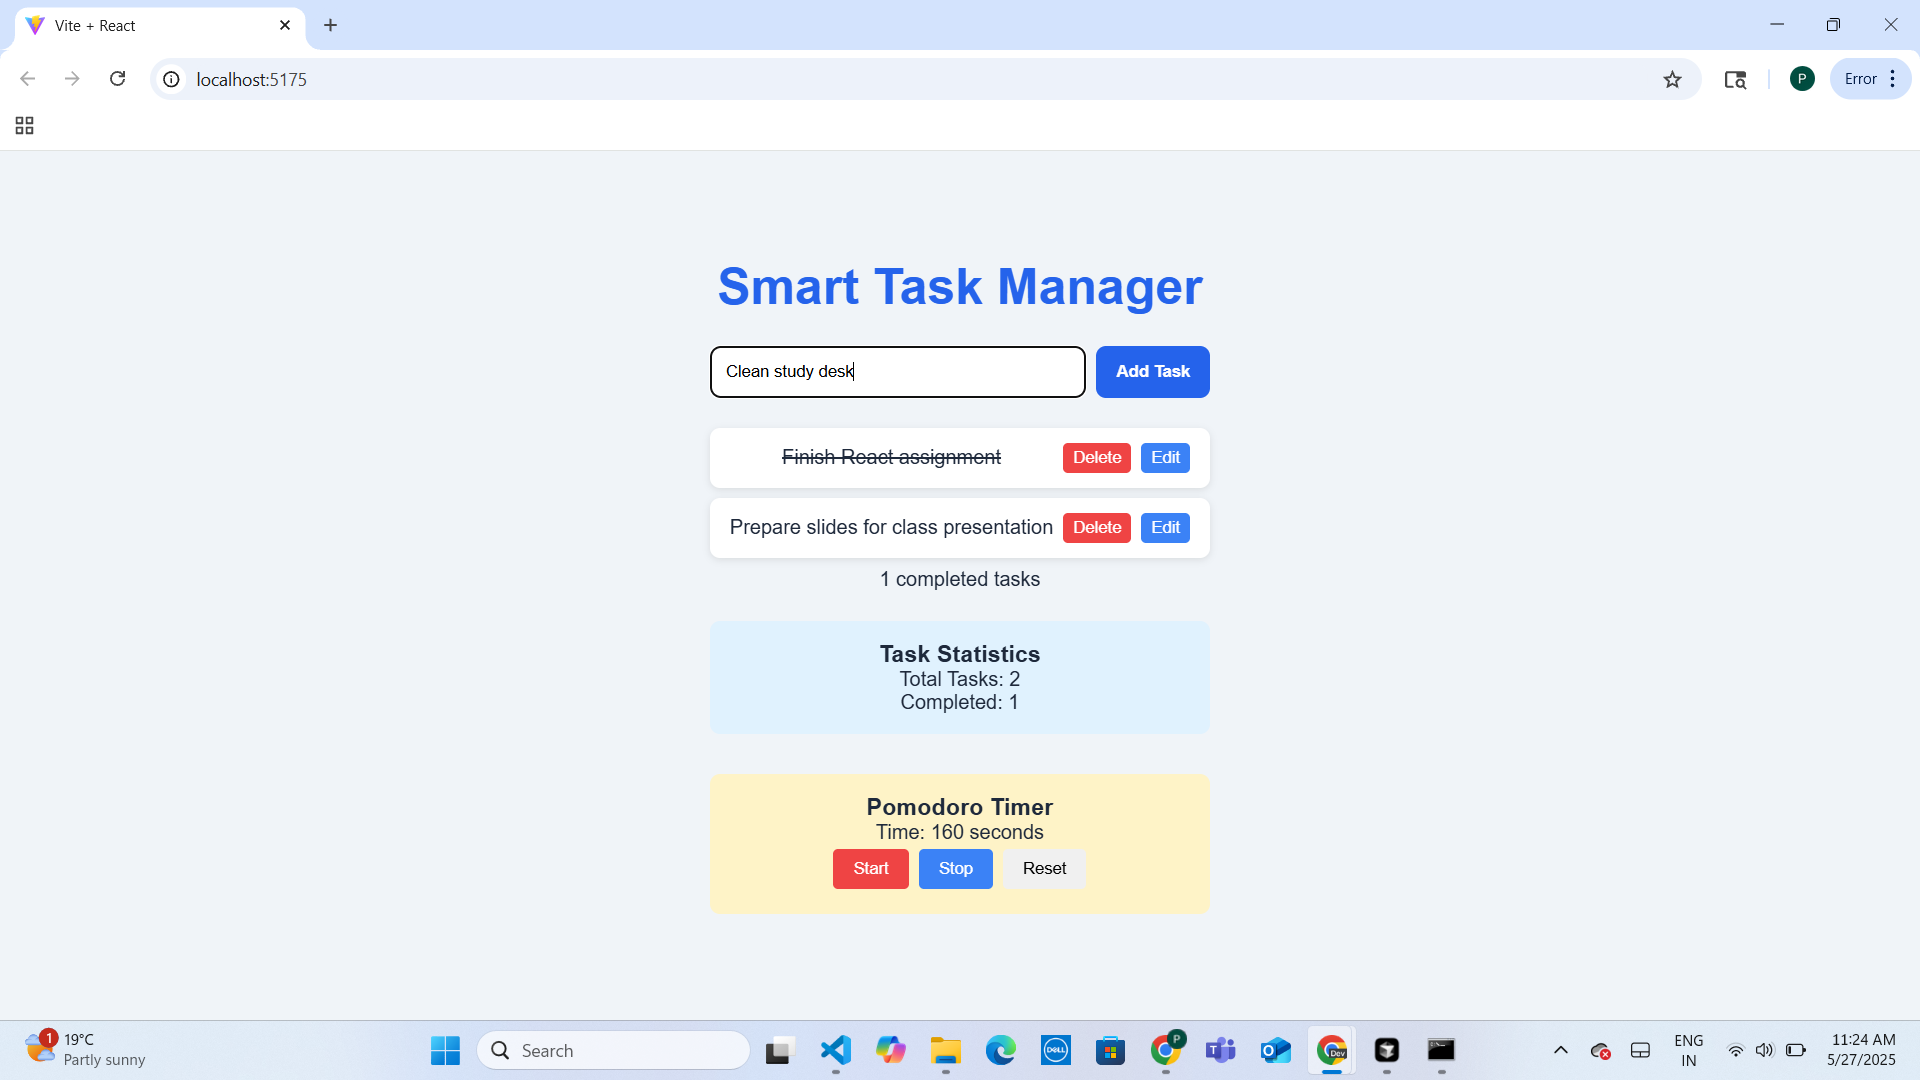 Vite + React
localhost:5175
P
Error
Smart Task Manager
Clean study desk
Add Task
Finish React assignment
Delete
Edit
Prepare slides for class presentation
Delete
Edit
1 completed tasks
Task Statistics
Total Tasks: 2
Completed: 1
Pomodoro Timer
Time: 160 seconds
Start
Stop
Reset
1
19°C
Partly sunny
Search
DELL
P
Dev
ENG
IN
11:24 AM
5/27/2025